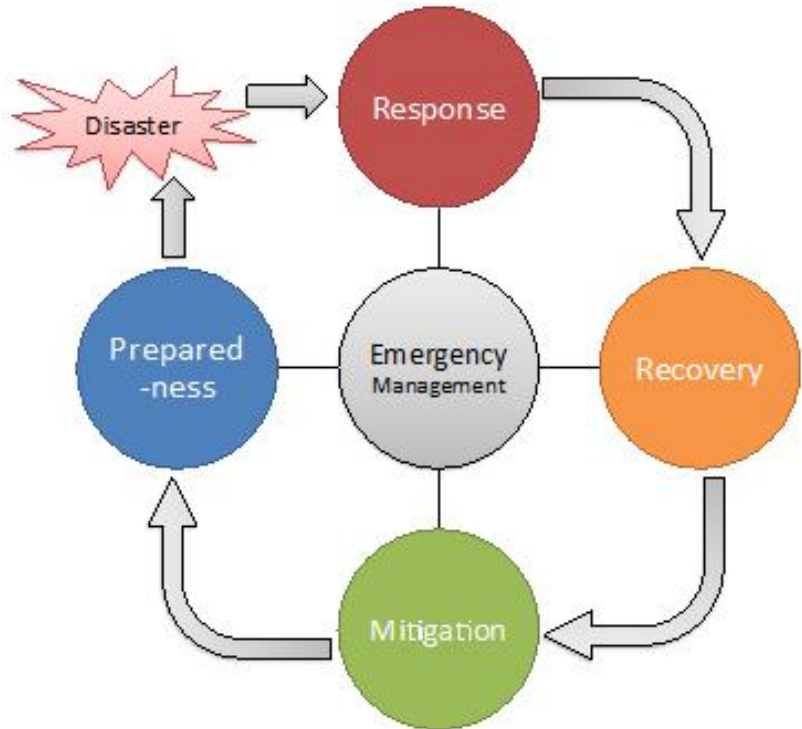 Disaster
Response
Prepared
-ness
Emergency
Management
Recovery
Mitigation